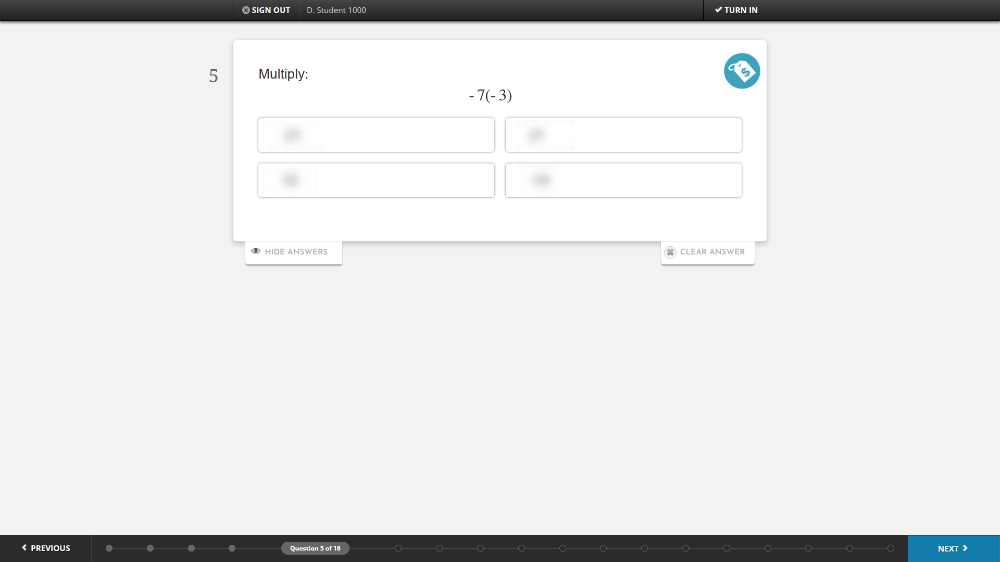 SIGN OUT
D. Student 1000
TURN IN
5
Multiply:
- 7(- 3)
HIDE ANSWERS
CLEAR ANSWER
PREVIOUS
Question 5 of 18
NEXT